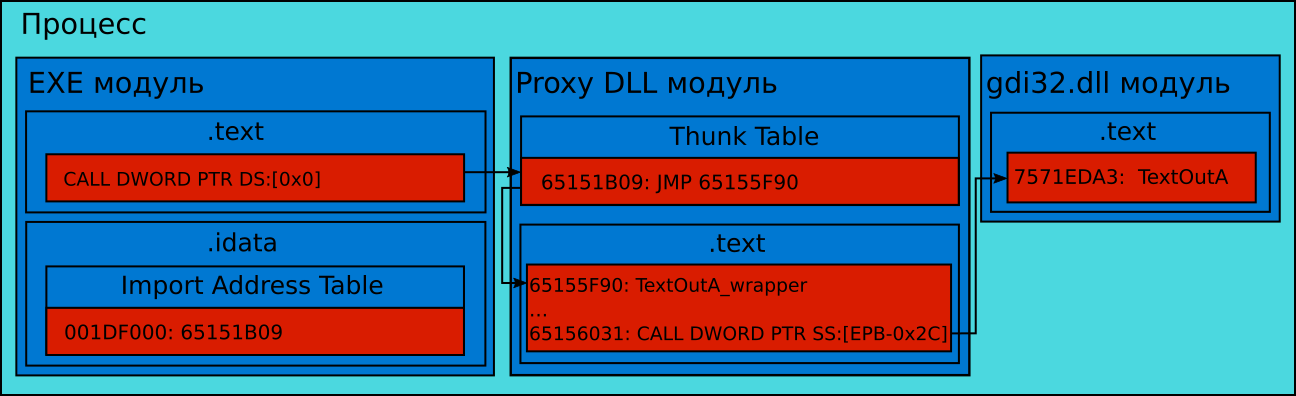 Процесс
EXE модуль
.text
CALL DWORD PTR DS:[0x0]
.idata
Import Address Table
001DF000: 65151B09
Proxy DLL модуль
Thunk Table
65151B09: JMP 65155F90
.text
65155F90: TextOutA_wrapper
...
65156031: CALL DWORD PTR SS:[EPB-0x2C]
gdi32.dll модуль
.text
7571EDA3: TextOutA